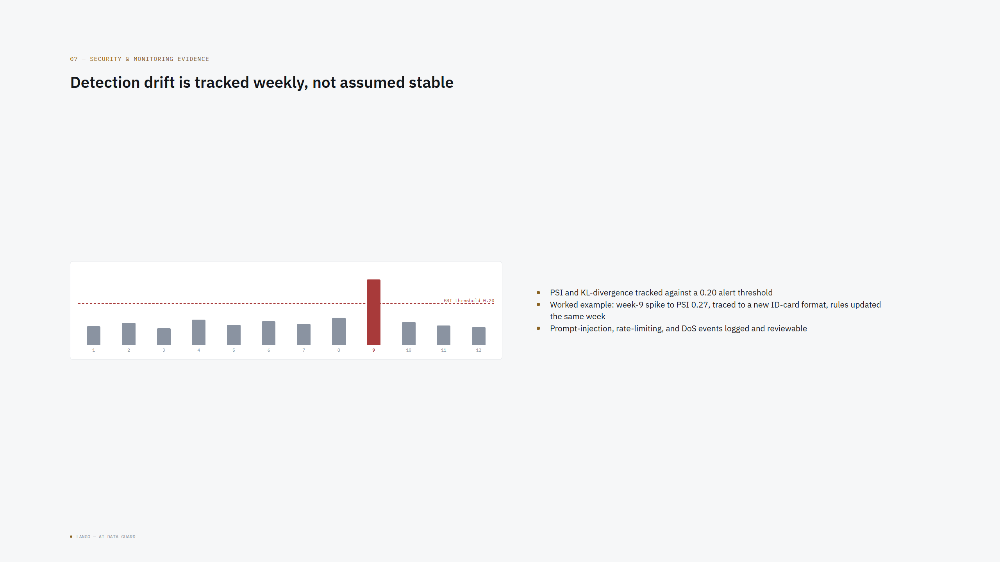 07 — SECURITY & MONITORING EVIDENCE
Detection drift is tracked weekly, not assumed stable
PSI threshold 0.20
1 2 3 4 5 6 7 8 9 10 11 12
PSI and KL-divergence tracked against a 0.20 alert threshold
Worked example: week-9 spike to PSI 0.27, traced to a new ID-card format, rules updated
the same week
Prompt-injection, rate-limiting, and DoS events logged and reviewable
LANGO — AI DATA GUARD